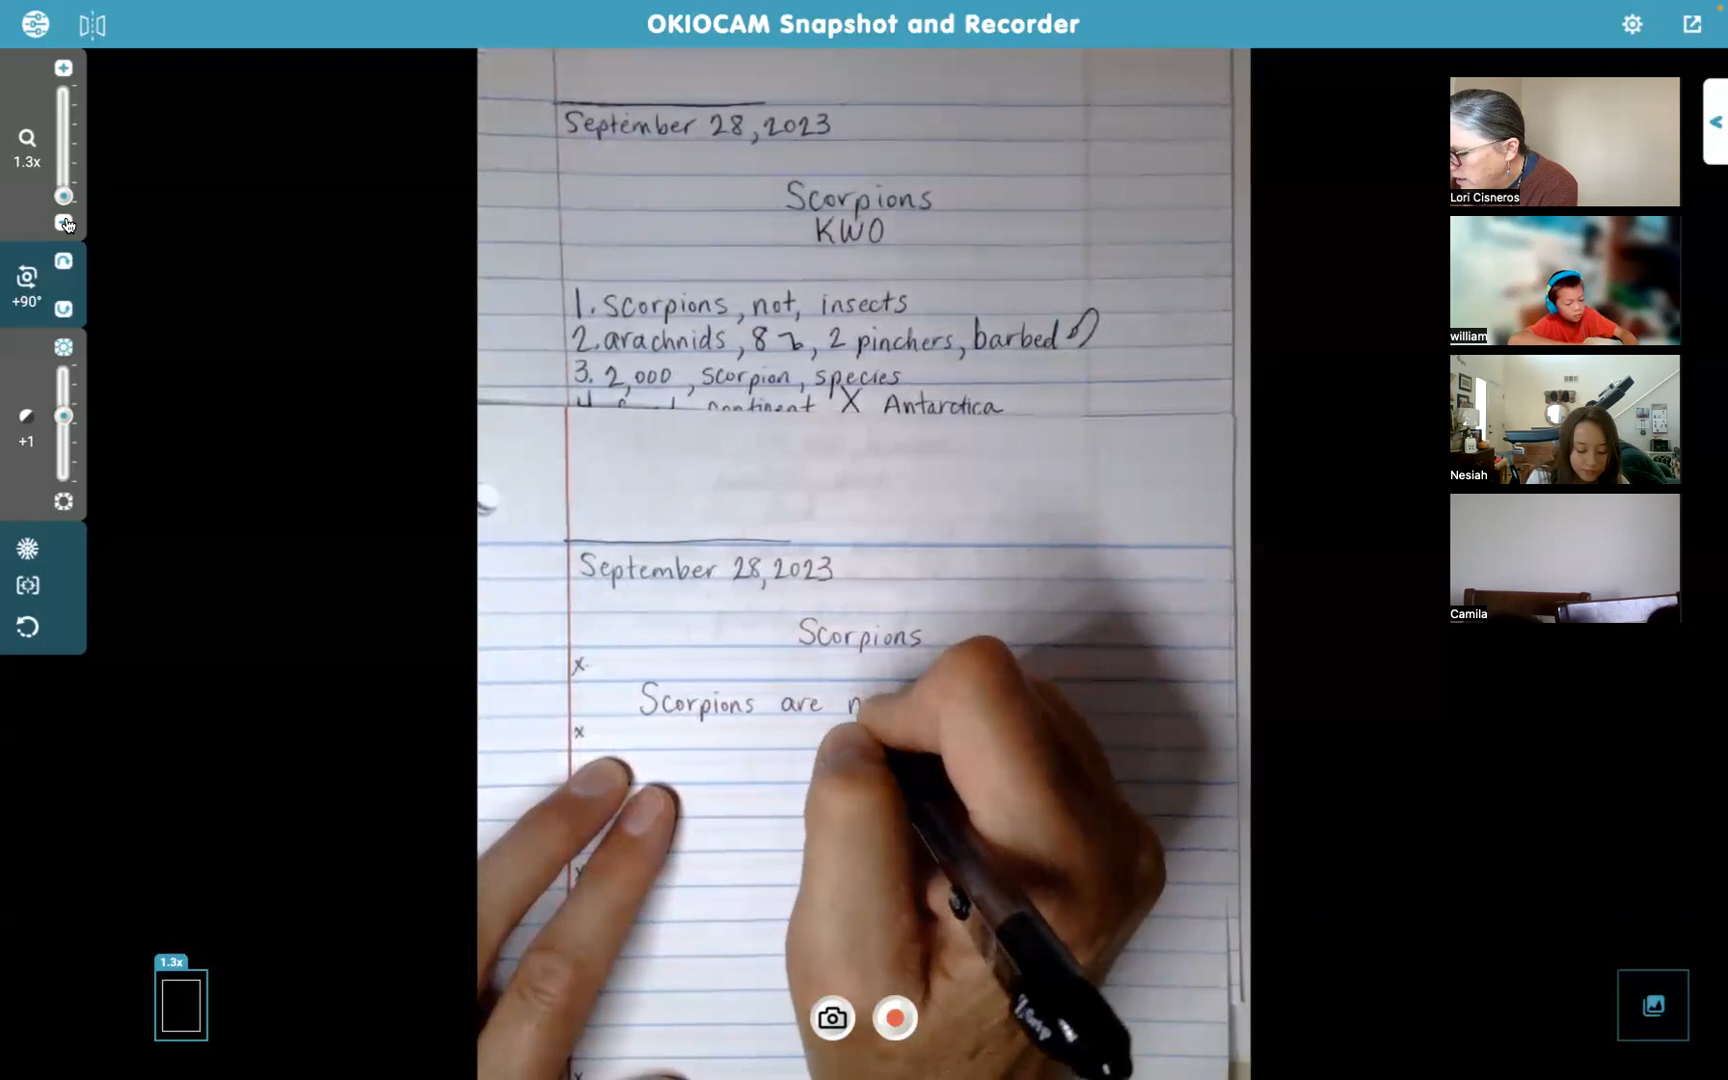 OKIOCAM Snapshot and Recorder
1.3x
+90°
+1
1.3x
September 28, 2023
Scorpions
KWO
1. scorpions, not, insects
2. arachnids, 8, 2 pinchers, barbed
3. 2,000, scorpion, species
4. continent X Antarctica
September 28, 2023
Scorpions
x
Scorpions are n
x
x
Lori Cisneros
william
Nesiah
Camila